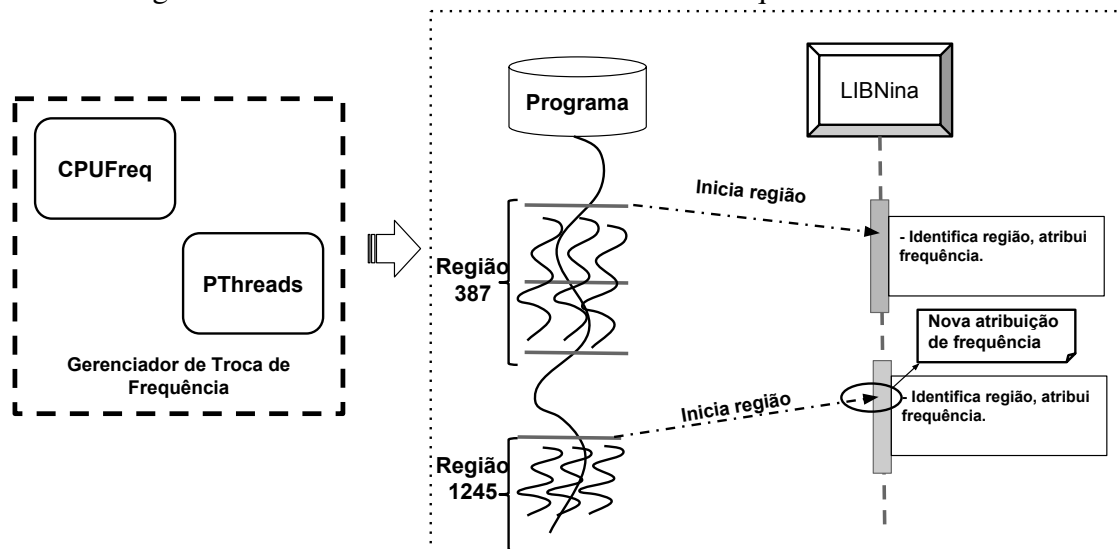 Programa
LIBNina
CPUFreq
PThreads
Gerenciador de Troca de
Frequência
Inicia região
- Identifica região, atribui
frequência.
Região
387
Nova atribuição
de frequência
Inicia região
- Identifica região, atribui
frequência.
Região
1245